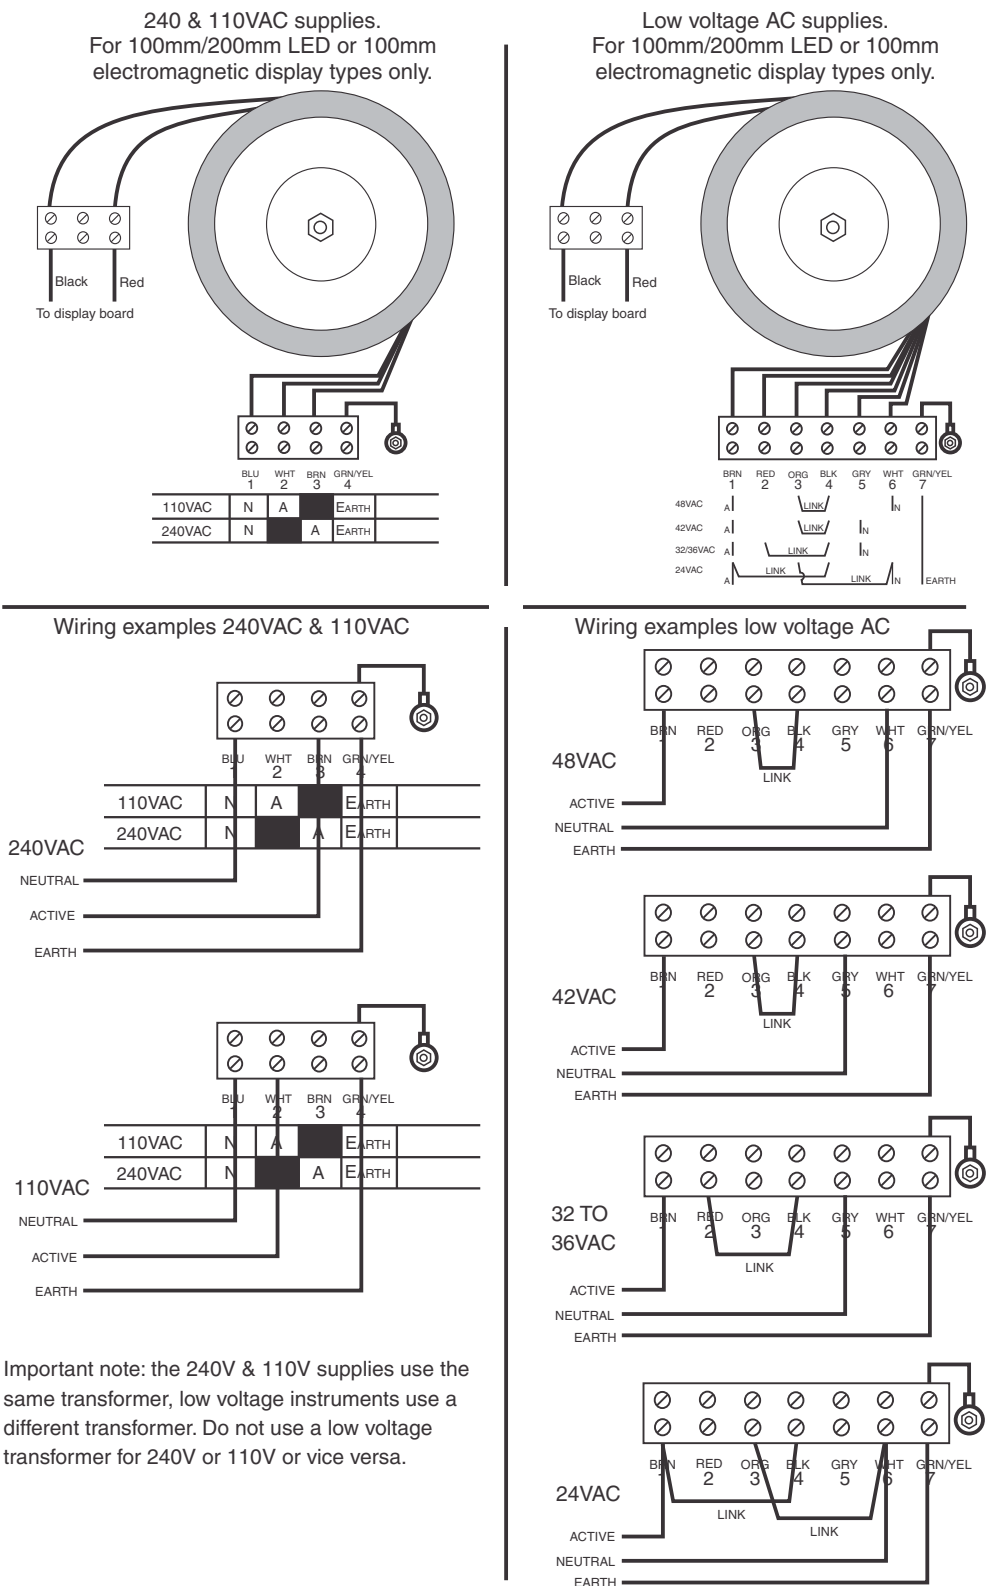 240 & 110VAC supplies.
For 100mm/200mm LED or 100mm
electromagnetic display types only.
Black Red
To display board
BLU WHT BRN GRN/YEL
1 2 3 4
110VAC N A EARTH
240VAC N A EARTH
Low voltage AC supplies.
For 100mm/200mm LED or 100mm
electromagnetic display types only.
Black Red
To display board
BRN RED ORG BLK GRY WHT GRN/YEL
1 2 3 4 5 6 7
48VAC A LINK N
42VAC A LINK N
32/36VAC A LINK N
24VAC LINK
A LINK N EARTH
Wiring examples 240VAC & 110VAC
BLU WHT BRN GRN/YEL
1 2 3 4
110VAC N A EARTH
240VAC N A EARTH
240VAC
NEUTRAL
ACTIVE
EARTH
BLU WHT BRN GRN/YEL
1 2 3 4
110VAC N A EARTH
240VAC N A EARTH
110VAC
NEUTRAL
ACTIVE
EARTH
Important note: the 240V & 110V supplies use the
same transformer, low voltage instruments use a
different transformer. Do not use a low voltage
transformer for 240V or 110V or vice versa.
Wiring examples low voltage AC
BRN RED ORG BLK GRY WHT GRN/YEL
1 2 3 4 5 6 7
48VAC
LINK
ACTIVE
NEUTRAL
EARTH
BRN RED ORG BLK GRY WHT GRN/YEL
1 2 3 4 5 6 7
42VAC
LINK
ACTIVE
NEUTRAL
EARTH
BRN RED ORG BLK GRY WHT GRN/YEL
1 2 3 4 5 6 7
32 TO
36VAC
LINK
ACTIVE
NEUTRAL
EARTH
BRN RED ORG BLK GRY WHT GRN/YEL
1 2 3 4 5 6 7
24VAC
LINK
LINK
ACTIVE
NEUTRAL
EARTH